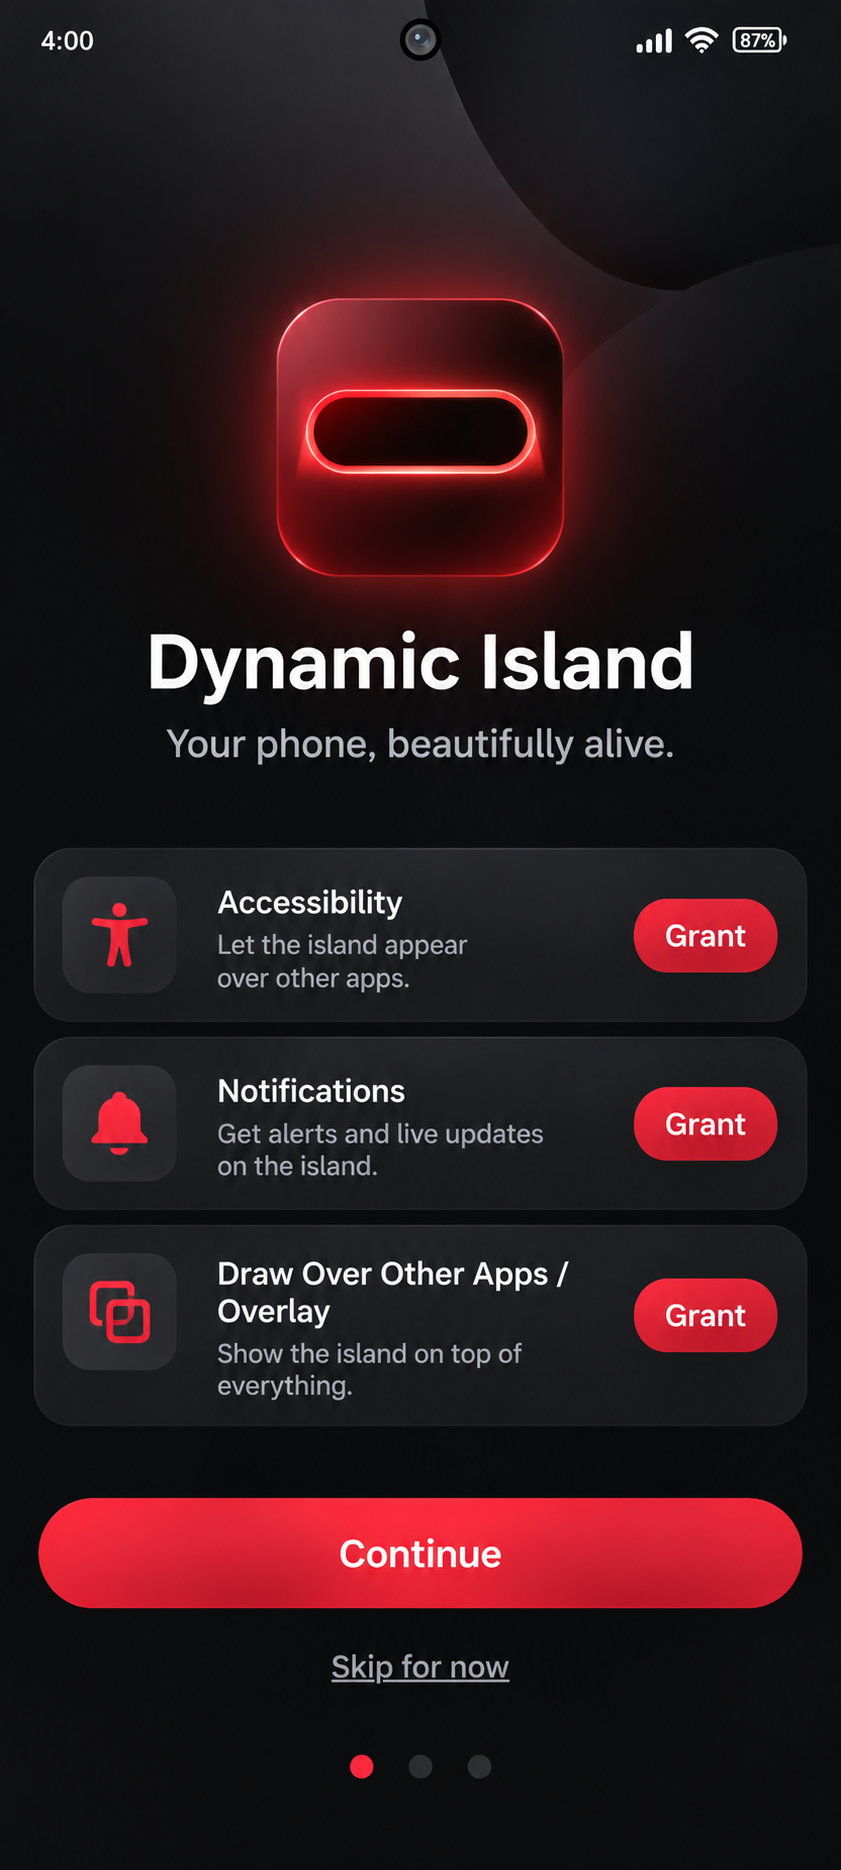 4:00
87%
Dynamic Island
Your phone, beautifully alive.
Accessibility
Let the island appear
over other apps.
Grant
Notifications
Get alerts and live updates
on the island.
Grant
Draw Over Other Apps /
Overlay
Show the island on top of
everything.
Grant
Continue
Skip for now